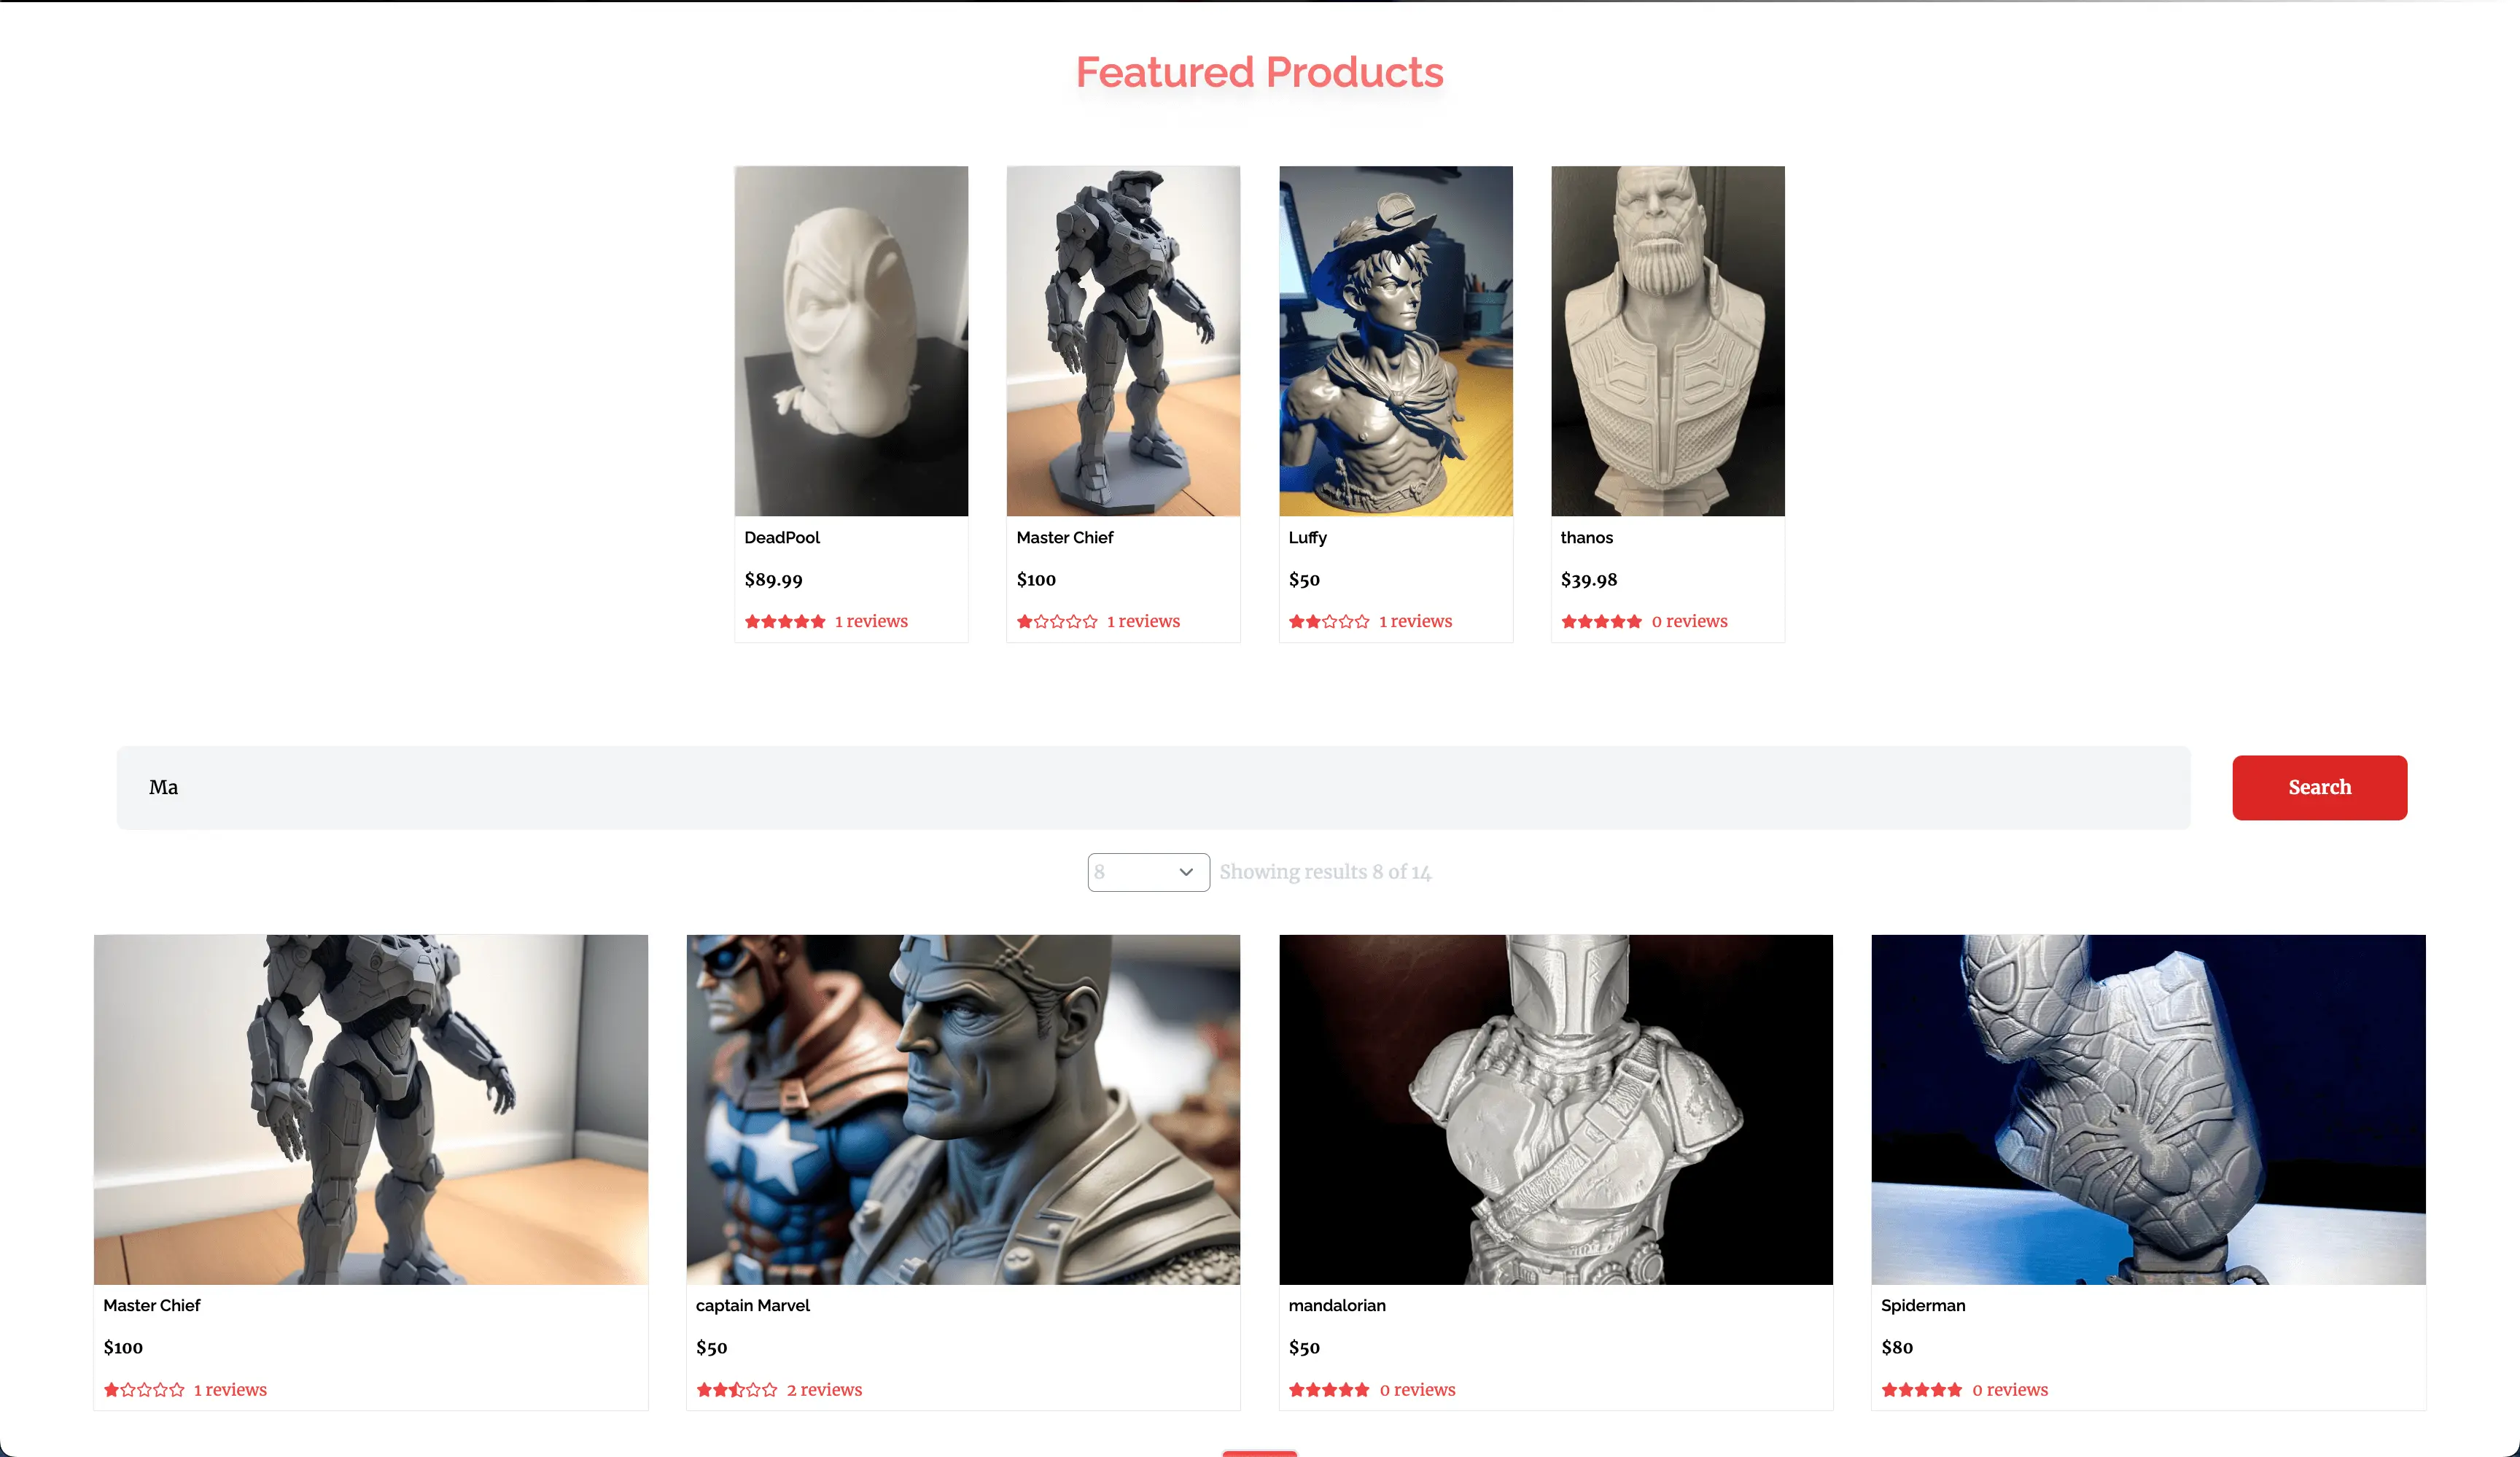 Featured Products
DeadPool
$89.99
1 reviews
Master Chief
$100
1 reviews
Luffy
$50
1 reviews
thanos
$39.98
0 reviews
Ma
Search
8
Showing results 8 of 14
Master Chief
$100
1 reviews
captain Marvel
$50
2 reviews
mandalorian
$50
0 reviews
Spiderman
$80
0 reviews